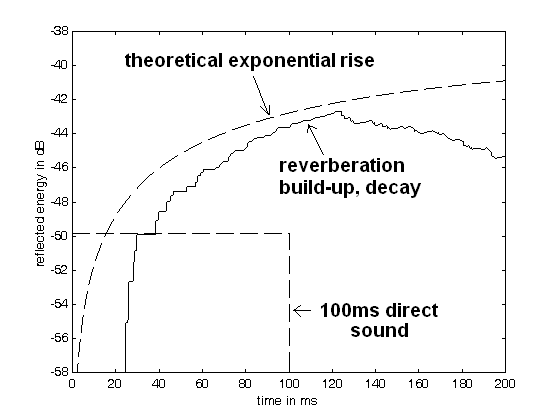 -38
-40
-42
-44
-46
-48
-50
-52
-54
-56
-58
reflected energy in dB
theoretical exponential rise
reverberation
build-up, decay
100ms direct
sound
0 20 40 60 80 100 120 140 160 180 200
time in ms